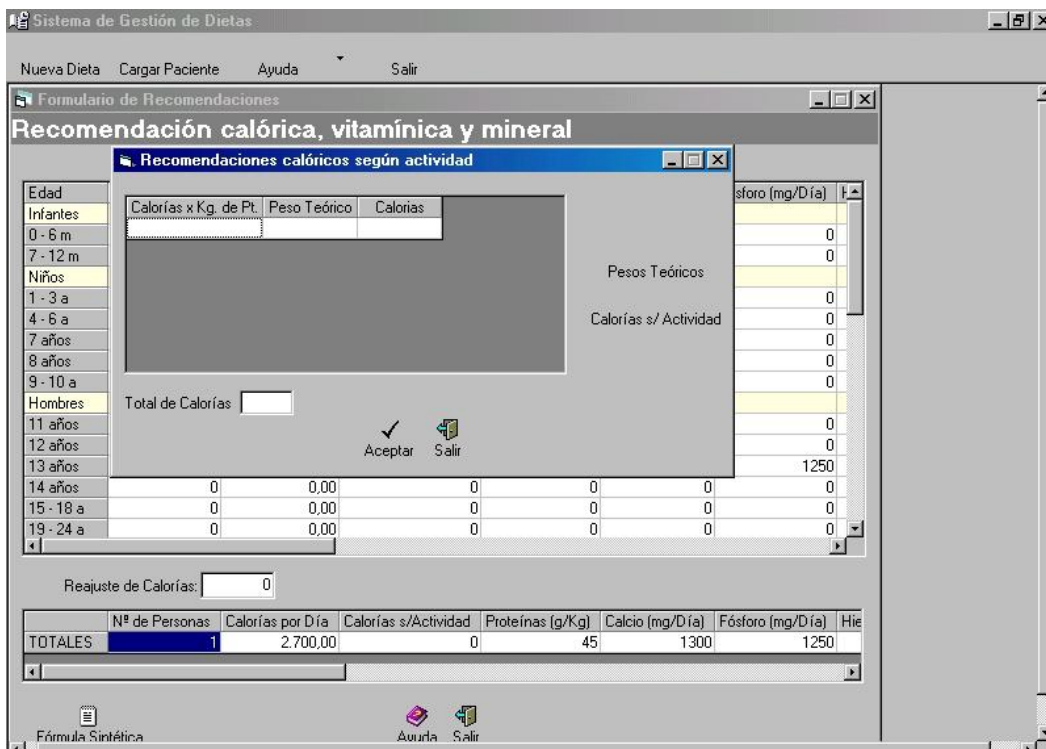 Sistema de Gestión de Dietas
Nueva Dieta Cargar Paciente Ayuda Salir
Formulario de Recomendaciones
Recomendación calórica, vitamínica y mineral
Recomendaciones calóricos según actividad
Edad
Calorías x Kg. de Pt. Peso Teórico Calorias
Pesos Teóricos
Calorías s/ Actividad
Total de Calorías
Aceptar Salir
(mg/Día)
Infantes
0 - 6 m 0
7 - 12 m 0
Niños
1 - 3 a 0
4 - 6 a 0
7 años 0
8 años 0
9 - 10 a 0
Hombres
11 años 0
12 años 0
13 años 1250
14 años 0 0,00 0 0 0 0
15 - 18 a 0 0,00 0 0 0 0
19 - 24 a 0 0,00 0 0 0 0
Reajuste de Calorías: 0
Nº de Personas Calorías por Día Calorías s/Actividad Proteínas (g/Kg) Calcio (mg/Día) Fósforo (mg/Día) Hie
TOTALES 1 2.700,00 0 45 1300 1250
Fórmula Sintética Ayuda Salir